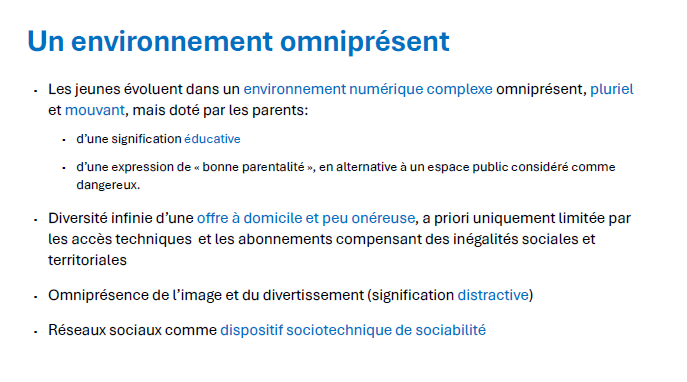 Un environnement omniprésent
• Les jeunes évoluent dans un environnement numérique complexe omniprésent, pluriel
et mouvant, mais doté par les parents:
• d’une signification éducative
• d’une expression de « bonne parentalité », en alternative à un espace public considéré comme
dangereux.
• Diversité infinie d’une offre à domicile et peu onéreuse, a priori uniquement limitée par
les accès techniques et les abonnements compensant des inégalités sociales et
territoriales
• Omniprésence de l’image et du divertissement (signification distractive)
• Réseaux sociaux comme dispositif sociotechnique de sociabilité